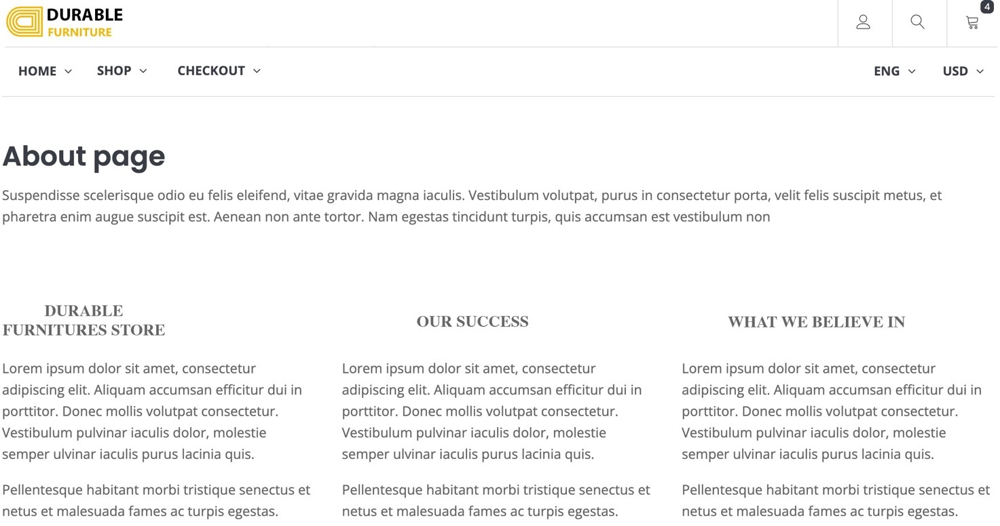 DURABLE
FURNITURE
4
HOME
SHOP
CHECKOUT
ENG
USD
About page
Suspendisse scelerisque odio eu felis eleifend, vitae gravida magna iaculis. Vestibulum volutpat, purus in consectetur porta, velit felis suscipit metus, et
pharetra enim augue suscipit est. Aenean non ante tortor. Nam egestas tincidunt turpis, quis accumsan est vestibulum non
DURABLE
FURNITURES STORE
Lorem ipsum dolor sit amet, consectetur
adipiscing elit. Aliquam accumsan efficitur dui in
porttitor. Donec mollis volutpat consectetur.
Vestibulum pulvinar iaculis dolor, molestie
semper ulvinar iaculis purus lacinia quis.
Pellentesque habitant morbi tristique senectus et
netus et malesuada fames ac turpis egestas.
OUR SUCCESS
Lorem ipsum dolor sit amet, consectetur
adipiscing elit. Aliquam accumsan efficitur dui in
porttitor. Donec mollis volutpat consectetur.
Vestibulum pulvinar iaculis dolor, molestie
semper ulvinar iaculis purus lacinia quis.
Pellentesque habitant morbi tristique senectus et
netus et malesuada fames ac turpis egestas.
WHAT WE BELIEVE IN
Lorem ipsum dolor sit amet, consectetur
adipiscing elit. Aliquam accumsan efficitur dui in
porttitor. Donec mollis volutpat consectetur.
Vestibulum pulvinar iaculis dolor, molestie
semper ulvinar iaculis purus lacinia quis.
Pellentesque habitant morbi tristique senectus et
netus et malesuada fames ac turpis egestas.